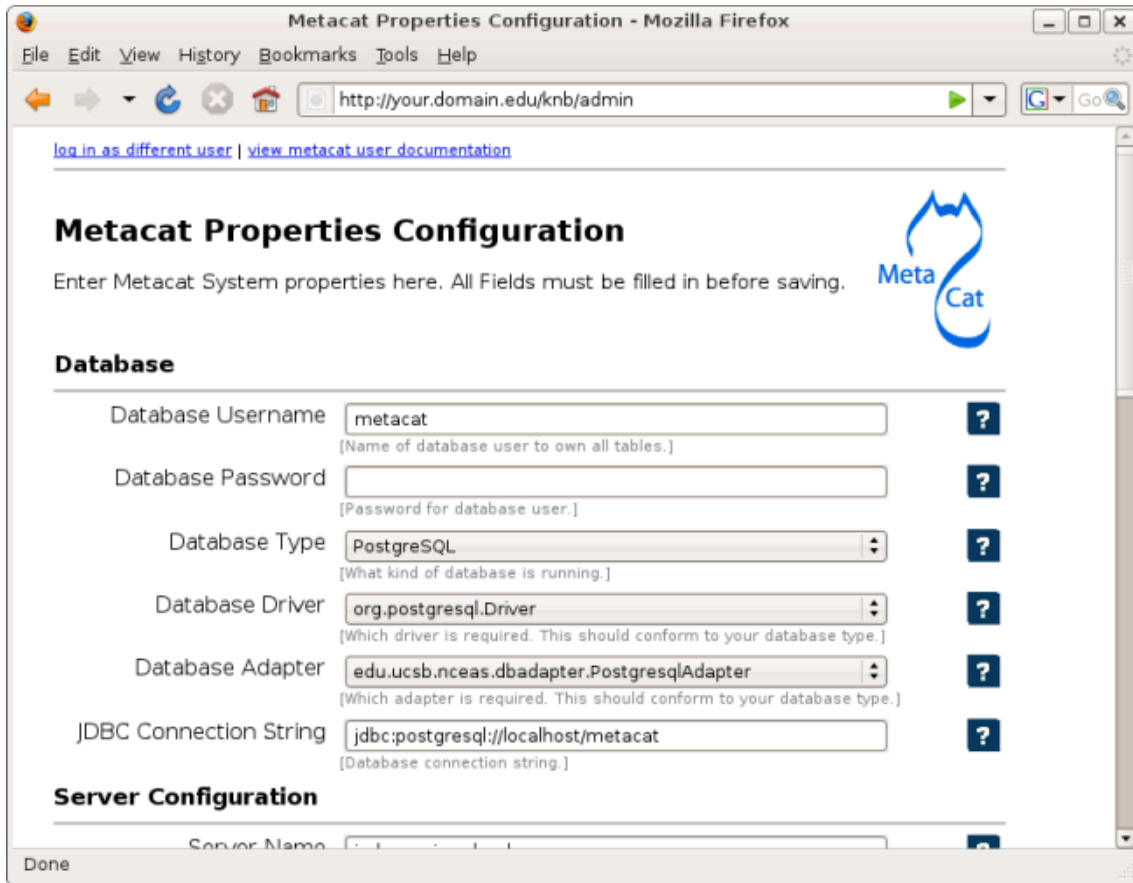 Metacat Properties Configuration - Mozilla Firefox
File Edit View History Bookmarks Tools Help
http://your.domain.edu/knb/admin
G Go
log in as different user | view metacat user documentation
Metacat Properties Configuration
Enter Metacat System properties here. All Fields must be filled in before saving.
Meta
Cat
Database
Database Username metacat ?
[Name of database user to own all tables.]
Database Password ?
[Password for database user.]
Database Type PostgreSQL ?
[What kind of database is running.]
Database Driver org.postgresql.Driver ?
[Which driver is required. This should conform to your database type.]
Database Adapter edu.ucsb.nceas.dbadapter.PostgresqlAdapter ?
[Which adapter is required. This should conform to your database type.]
JDBC Connection String jdbc:postgresql://localhost/metacat ?
[Database connection string.]
Server Configuration
Server Name
Done